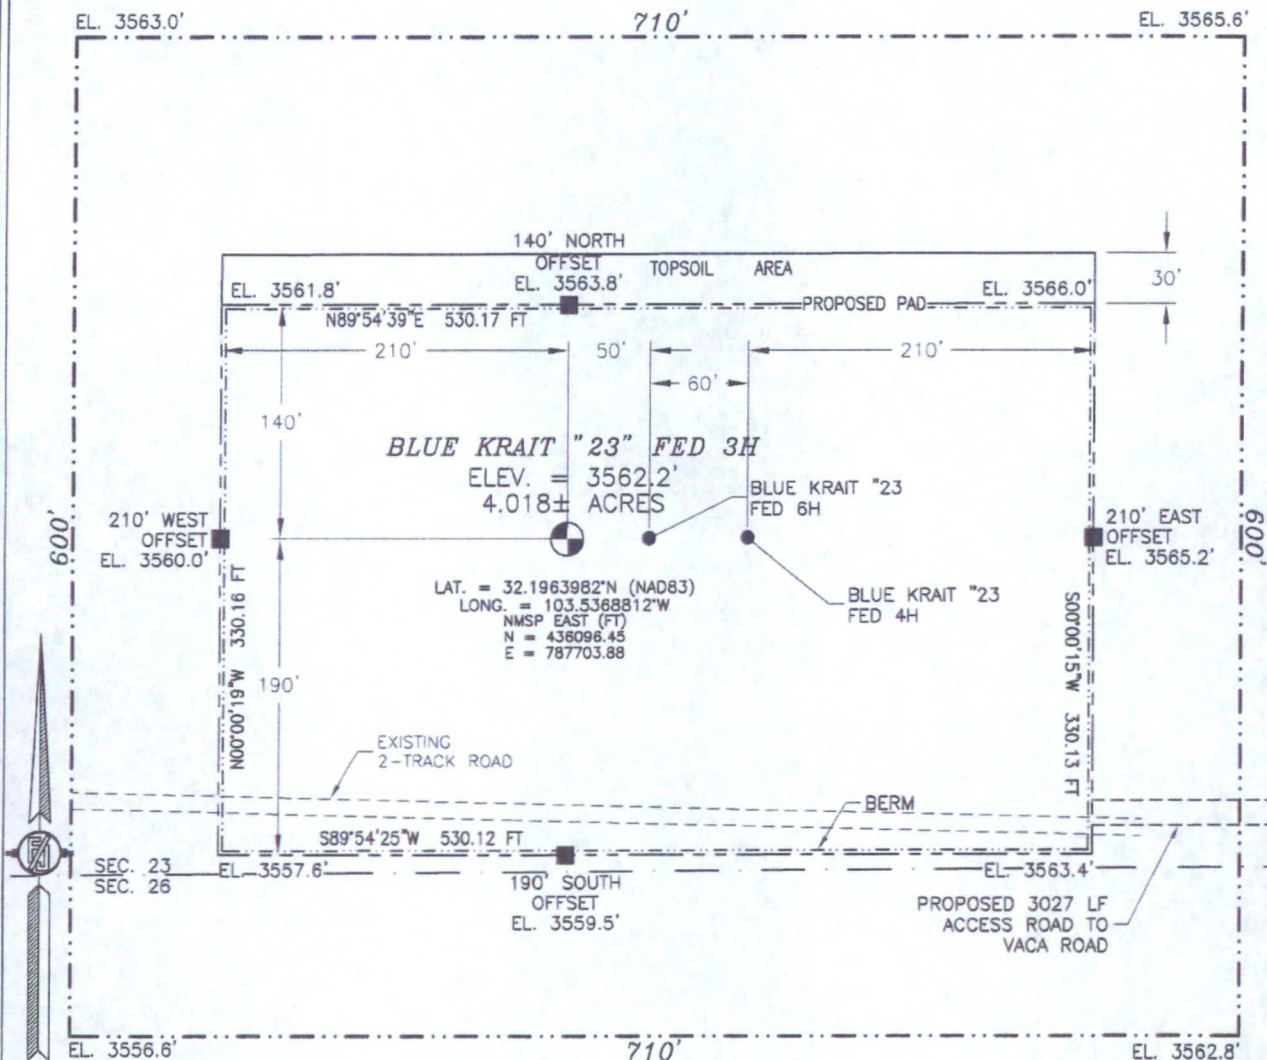 EL. 3563.0'
710'
EL. 3565.6'
140' NORTH
OFFSET
EL. 3563.8'
TOPSOIL AREA
30'
EL. 3561.8'
PROPOSED PAD
EL. 3566.0'
N89°54'39"E 530.17 FT
210'
50'
210'
60'
140'
BLUE KRAIT "23" FED 3H
ELEV. = 3562.2'
4.018± ACRES
BLUE KRAIT "23
FED 6H
600'
210' WEST
OFFSET
EL. 3560.0'
210' EAST
OFFSET
EL. 3565.2'
600'
LAT. = 32.1963982°N (NAD83)
LONG. = 103.5368812°W
NMSP EAST (FT)
N = 436096.45
E = 787703.88
BLUE KRAIT "23
FED 4H
N00°00'19"W 330.16 FT
S00°00'15"W 330.13 FT
190'
EXISTING
2-TRACK ROAD
BERM
S89°54'25"W 530.12 FT
SEC. 23
SEC. 26
EL. 3557.6'
EL. 3563.4'
190' SOUTH
OFFSET
EL. 3559.5'
PROPOSED 3027 LF
ACCESS ROAD TO
VACA ROAD
EL. 3556.6'
710'
EL. 3562.8'